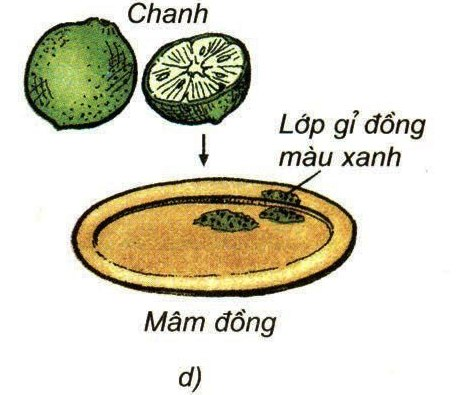 Chanh
Lớp gỉ đồng
màu xanh
Mâm đồng
d)